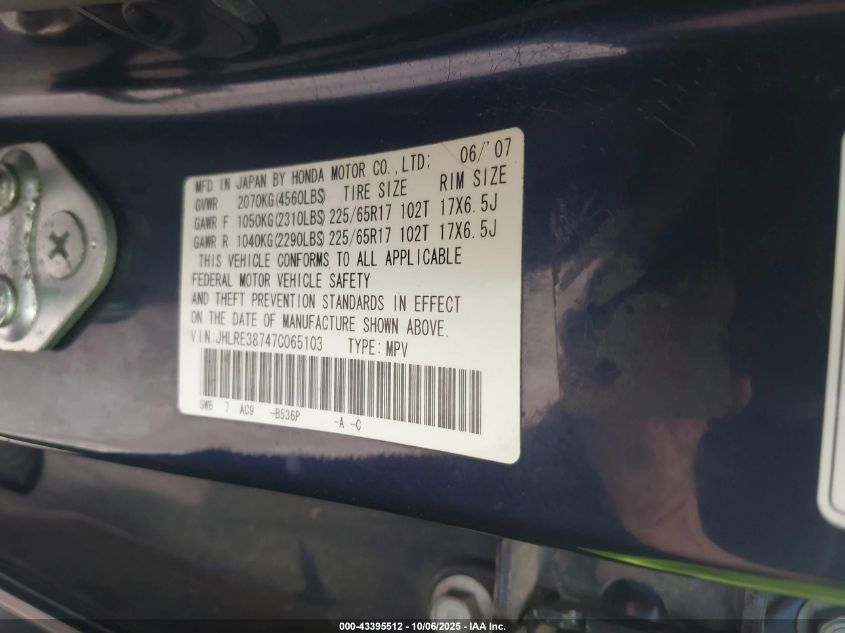 MFD IN JAPAN BY HONDA MOTOR CO.,LTD: 06/'07
GVWR 2070KG(4560LBS) TIRE SIZE RIM SIZE
GAWR F 1050KG(2310LBS) 225/65R17 102T 17X6.5J
GAWR R 1040KG(2290LBS) 225/65R17 102T 17X6.5J
THIS VEHICLE CONFORMS TO ALL APPLICABLE
FEDERAL MOTOR VEHICLE SAFETY
AND THEFT PREVENTION STANDARDS IN EFFECT
ON THE DATE OF MANUFACTURE SHOWN ABOVE.
VIN:JHLRE38747C065103 TYPE:MPV
SWB 7 AC9 -B536P -A -C
000-43395512 - 10/06/2025 - IAA Inc.